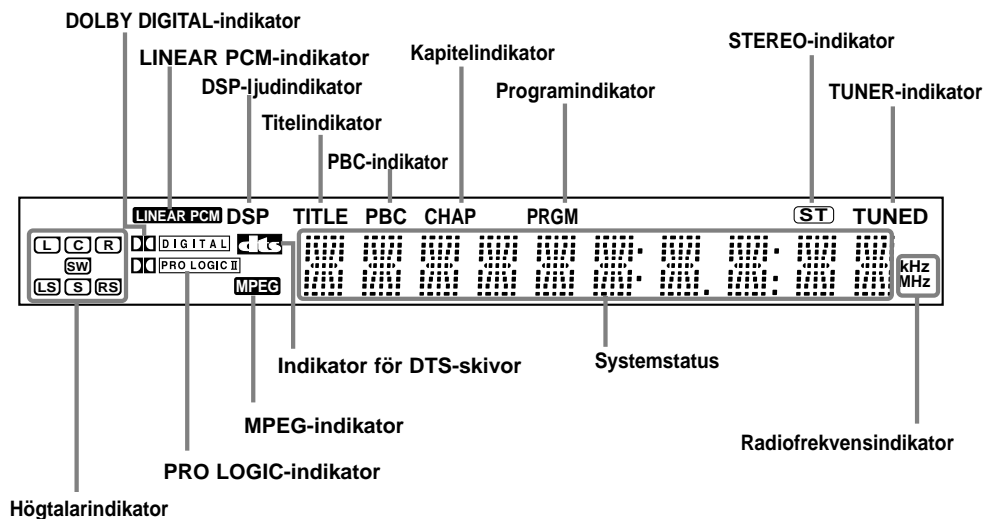 DOLBY DIGITAL-indikator
LINEAR PCM-indikator
DSP-ljudindikator
Titelindikator
PBC-indikator
Kapitelindikator
Programindikator
STEREO-indikator
TUNER-indikator
LINEAR PCM DSP TITLE PBC CHAP PRGM ST TUNED
L C R DIGITAL dts
SW PRO LOGIC II kHz
LS S RS MPEG MHz
Indikator för DTS-skivor
Systemstatus
MPEG-indikator
Radiofrekvensindikator
PRO LOGIC-indikator
Högtalarindikator